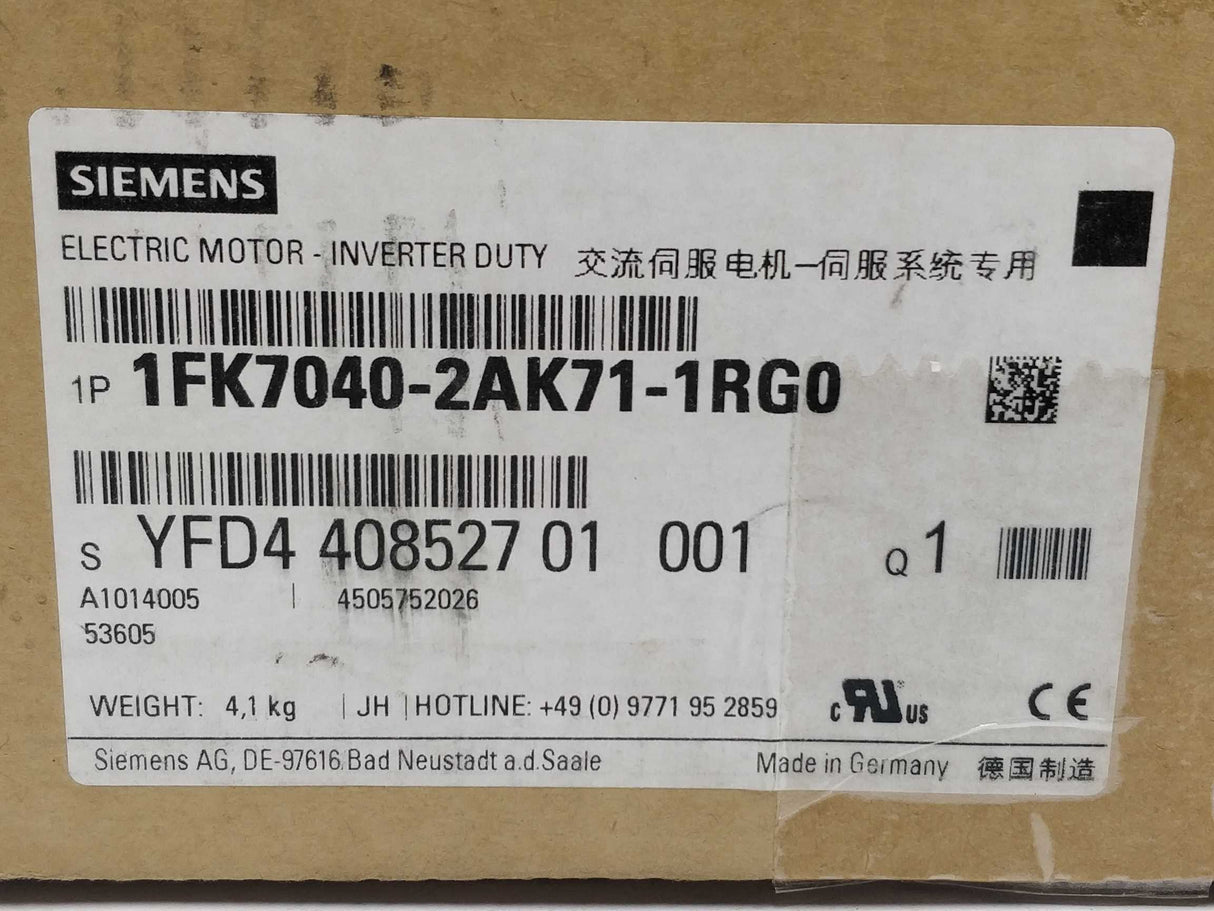 SIEMENS
ELECTRIC MOTOR - INVERTER DUTY 交流伺服电机—伺服系统专用
1P 1FK7040-2AK71-1RG0
S YFD4 408527 01 001 Q 1
A1014005 | 4505752026
53605
WEIGHT: 4,1 kg | JH | HOTLINE: +49 (0) 9771 95 2859 c RU US CE
Siemens AG, DE-97616 Bad Neustadt a.d.Saale Made in Germany 德国制造